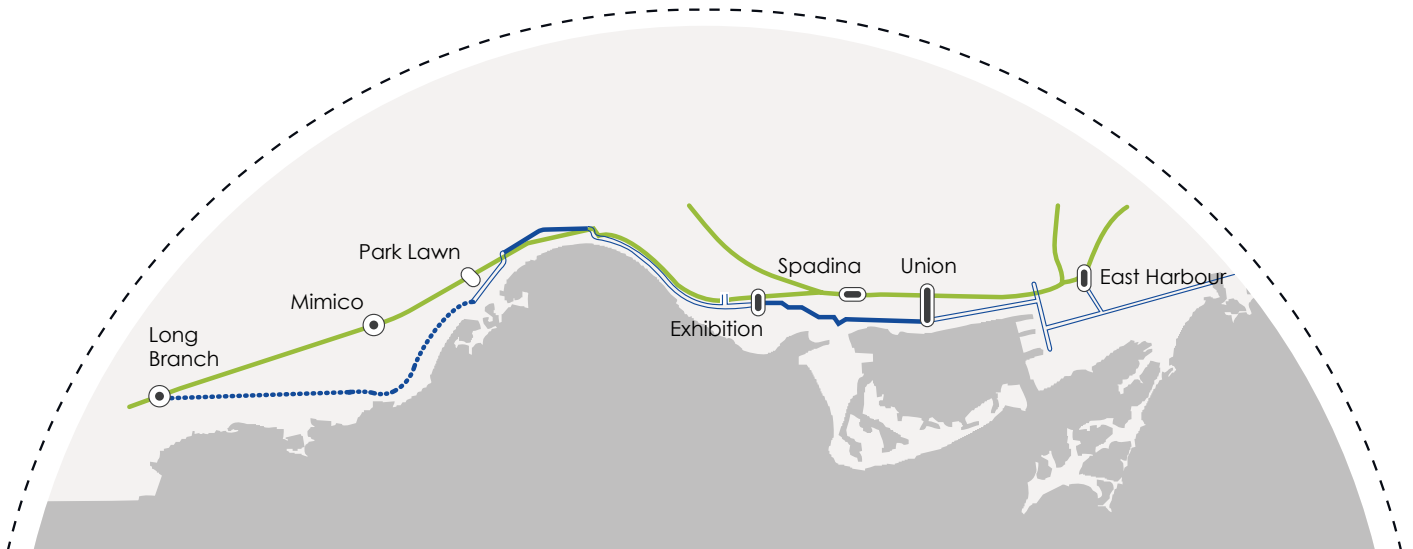 Park Lawn
Spadina
Union
East Harbour
Mimico
Exhibition
Long
Branch